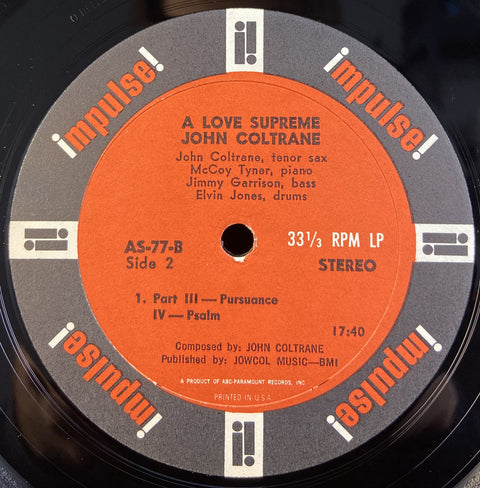 impulse!
impulse!
A LOVE SUPREME
JOHN COLTRANE
John Coltrane, tenor sax
McCoy Tyner, piano
Jimmy Garrison, bass
Elvin Jones, drums
AS-77-B
Side 2
33 1/3 RPM LP
STEREO
1. Part III — Pursuance
IV — Psalm
17:40
Composed by: JOHN COLTRANE
Published by: JOWCOL MUSIC—BMI
A PRODUCT OF ABC-PARAMOUNT RECORDS, INC.
PRINTED IN U.S.A.
impulse!
impulse!